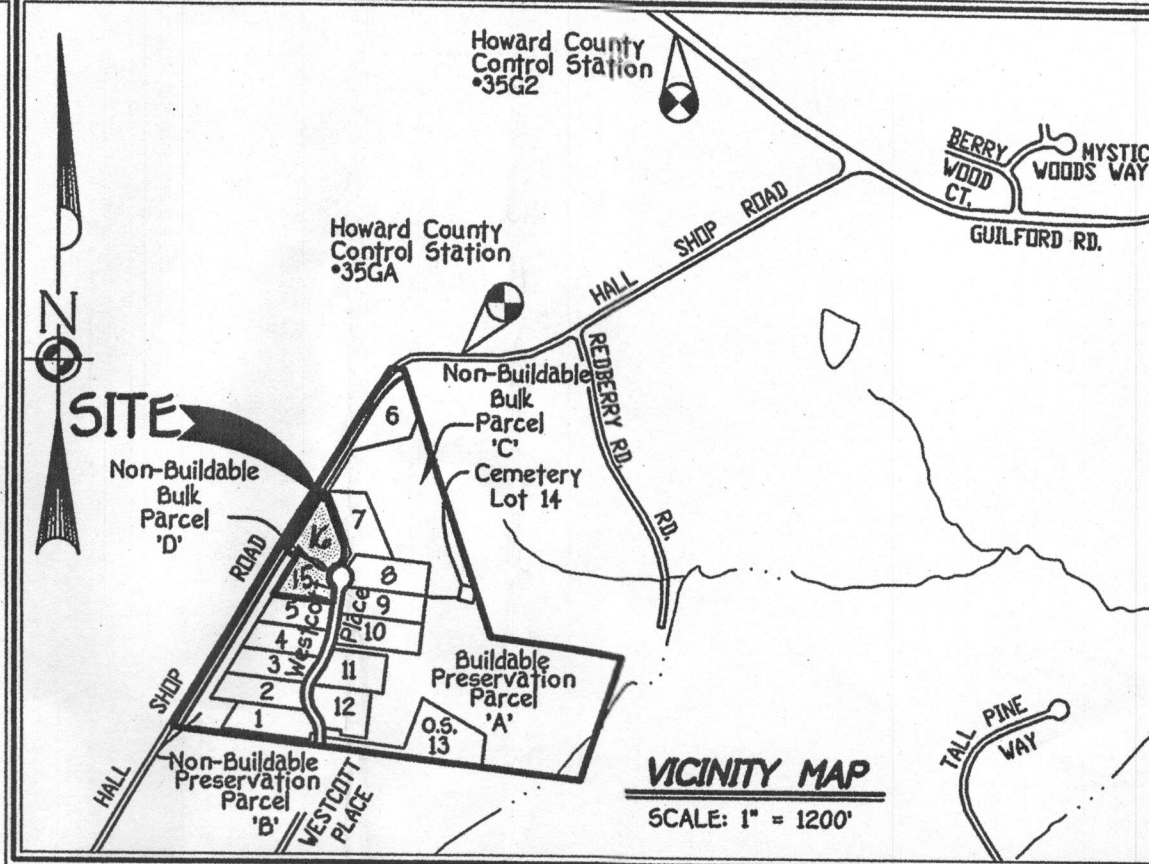 Howard County
Control Station
•35G2
BERRY
WOOD
CT.
MYSTIC
WOODS WAY
GUILFORD RD.
HALL SHOP ROAD
Howard County
Control Station
•35GA
N
SITE
REDBERRY RD.
RD.
Non-Buildable
Bulk
Parcel
'C'
Cemetery
Lot 14
6
Non-Buildable
Bulk
Parcel
'D'
7
16
15
8
5
9
4
10
3
11
2
12
1
Westcott Place
HALL SHOP ROAD
Buildable
Preservation
Parcel
'A'
O.S.
13
Non-Buildable
Preservation
Parcel
'B'
WESTCOTT
PLACE
TALL PINE
WAY
VICINITY MAP
SCALE: 1" = 1200'